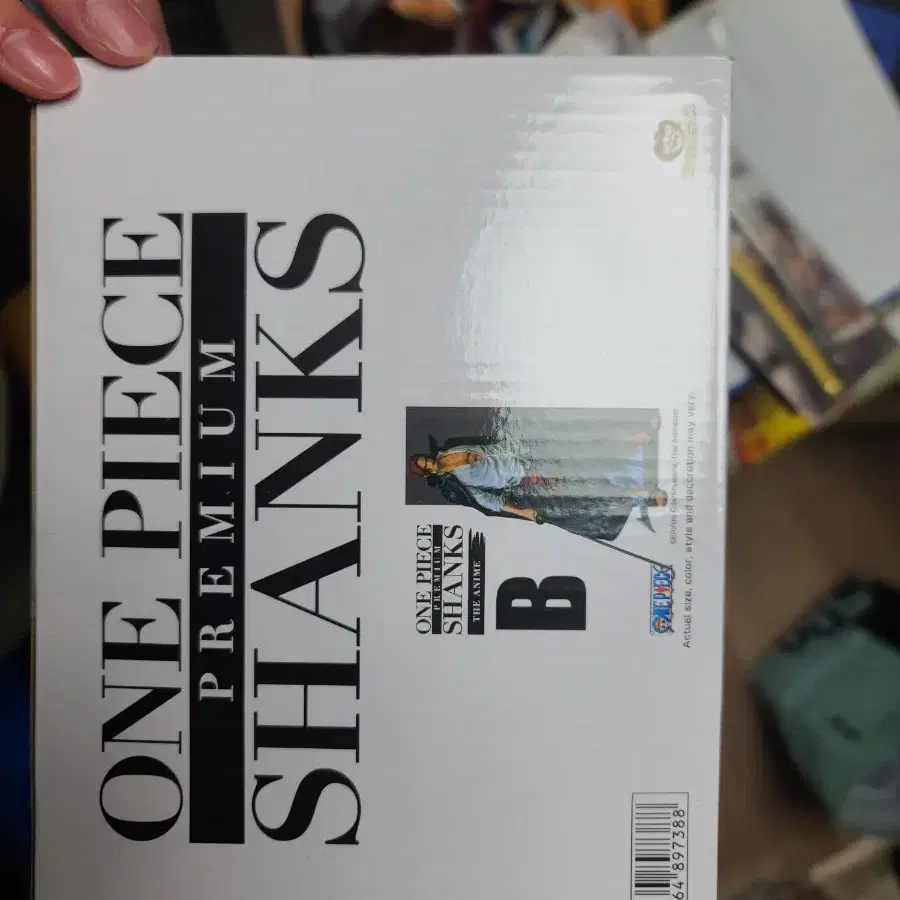 ONE PIECE
PREMIUM
SHANKS
ONE PIECE
PREMIUM
SHANKS
THE ANIME
B
ONE PIECE
Actual size, color, style and decoration may vary.
64 897388